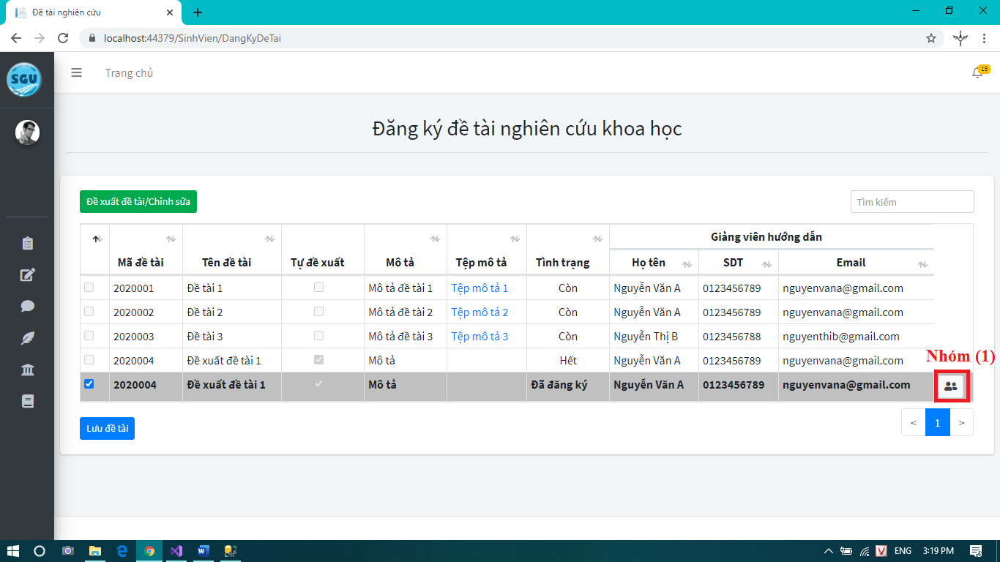 Đề tài nghiên cứu
localhost:44379/SinhVien/DangKyDeTai
SGU
Trang chủ
15
Đăng ký đề tài nghiên cứu khoa học
Đề xuất đề tài/Chỉnh sửa
Tìm kiếm
Giảng viên hướng dẫn
Mã đề tài Tên đề tài Tự đề xuất Mô tả Tệp mô tả Tình trạng Họ tên SDT Email
2020001 Đề tài 1 Mô tả đề tài 1 Tệp mô tả 1 Còn Nguyễn Văn A 0123456789 nguyenvana@gmail.com
2020002 Đề tài 2 Mô tả đề tài 2 Tệp mô tả 2 Còn Nguyễn Văn A 0123456789 nguyenvana@gmail.com
2020003 Đề tài 3 Mô tả đề tài 3 Tệp mô tả 3 Còn Nguyễn Thị B 0123456788 nguyenthib@gmail.com
2020004 Đề xuất đề tài 1 Mô tả Hết Nguyễn Văn A 0123456789 nguyenvana@gmail.com
Nhóm (1)
2020004 Đề xuất đề tài 1 Mô tả Đã đăng ký Nguyễn Văn A 0123456789 nguyenvana@gmail.com
Lưu đề tài
< 1 >
ENG 3:19 PM